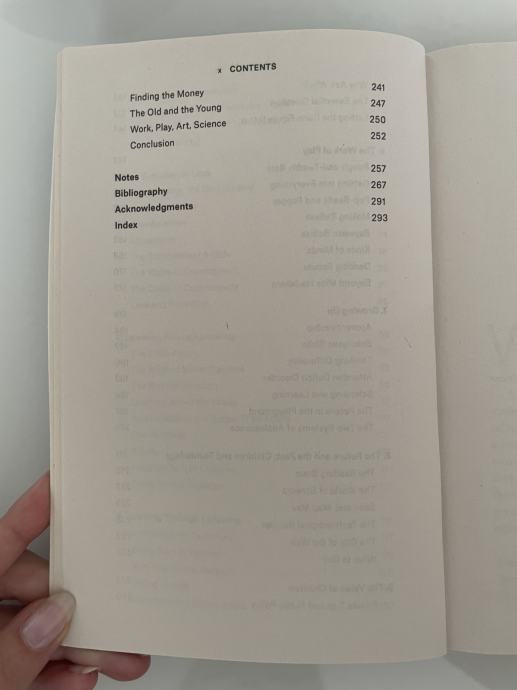 x CONTENTS
Finding the Money 241
The Old and the Young 247
Work, Play, Art, Science 250
Conclusion 252
Notes 257
Bibliography 267
Acknowledgments 291
Index 293